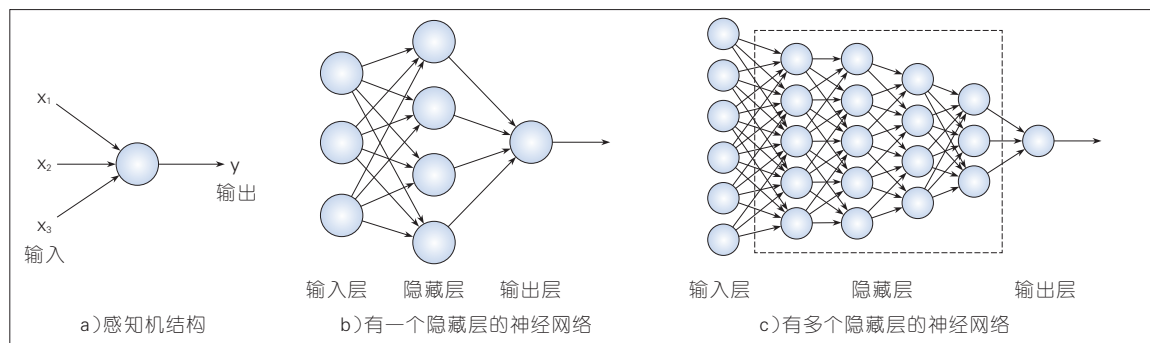 x₁
x₂
x₃
输入
y
输出
a)感知机结构
输入层 隐藏层 输出层
b)有一个隐藏层的神经网络
输入层 隐藏层 输出层
c)有多个隐藏层的神经网络